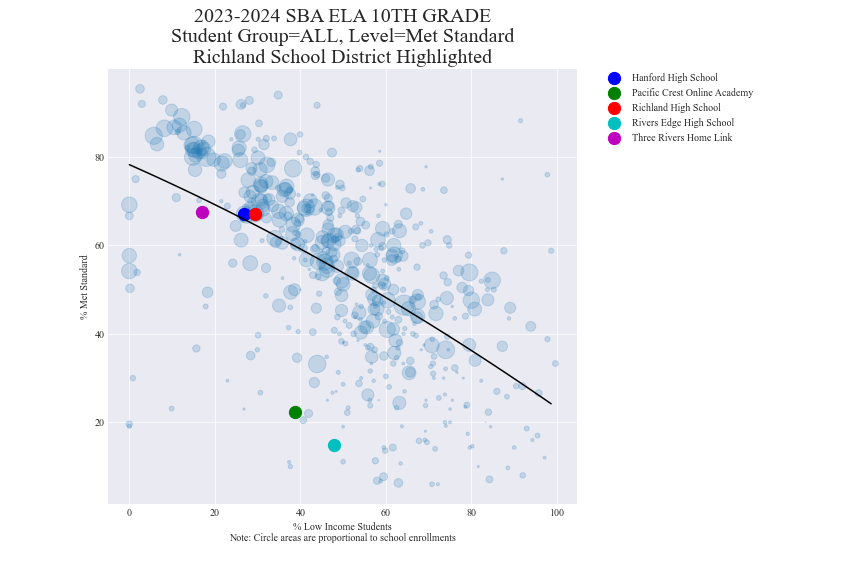 2023-2024 SBA ELA 10TH GRADE
Student Group=ALL, Level=Met Standard
Richland School District Highlighted
Hanford High School
Pacific Crest Online Academy
Richland High School
Rivers Edge High School
Three Rivers Home Link
80
60
40
20
% Met Standard
0 20 40 60 80 100
% Low Income Students
Note: Circle areas are proportional to school enrollments